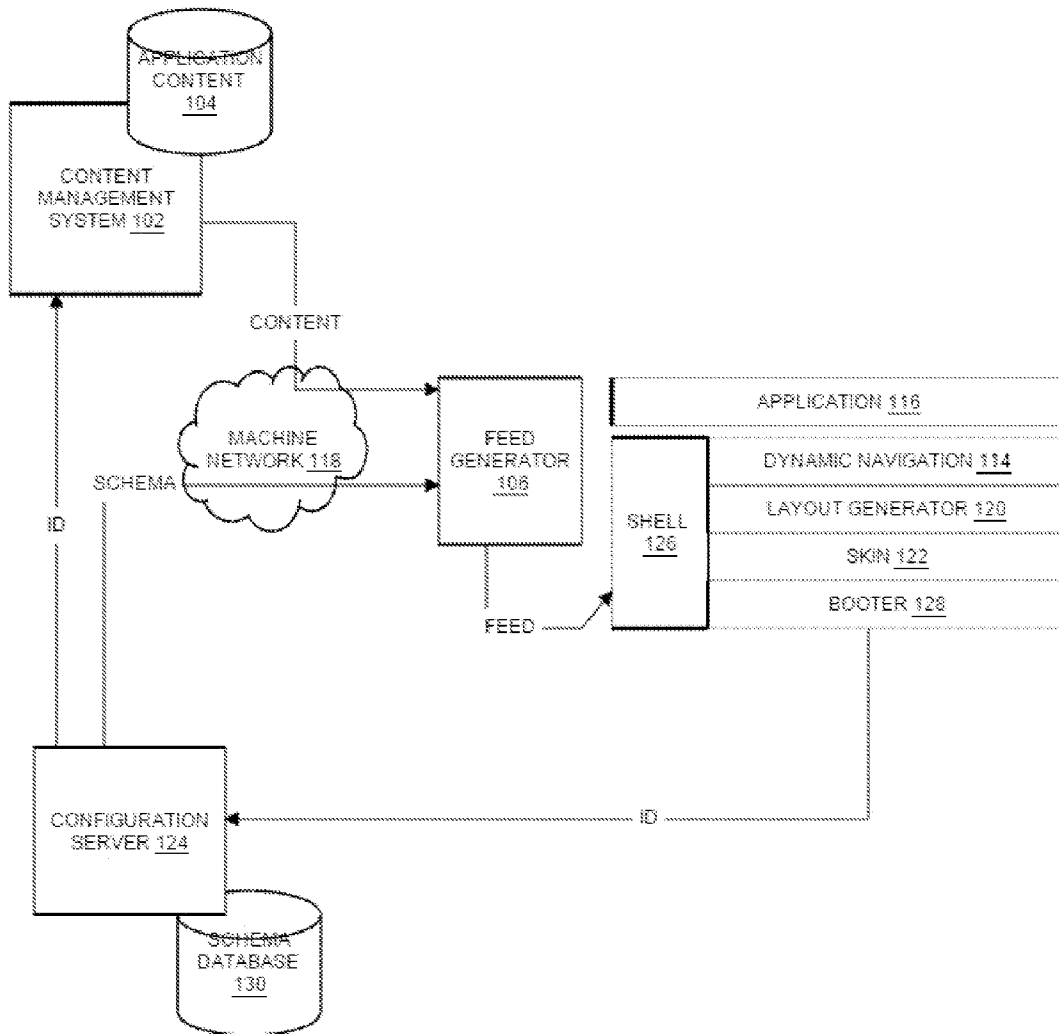 APPLICATION
CONTENT
104
CONTENT
MANAGEMENT
SYSTEM 102
CONTENT
MACHINE
NETWORK 118
SCHEMA
ID
FEED
GENERATOR
106
FEED
APPLICATION 116
SHELL
126
DYNAMIC NAVIGATION 114
LAYOUT GENERATOR 120
SKIN 122
BOOTER 128
ID
CONFIGURATION
SERVER 124
SCHEMA
DATABASE
130